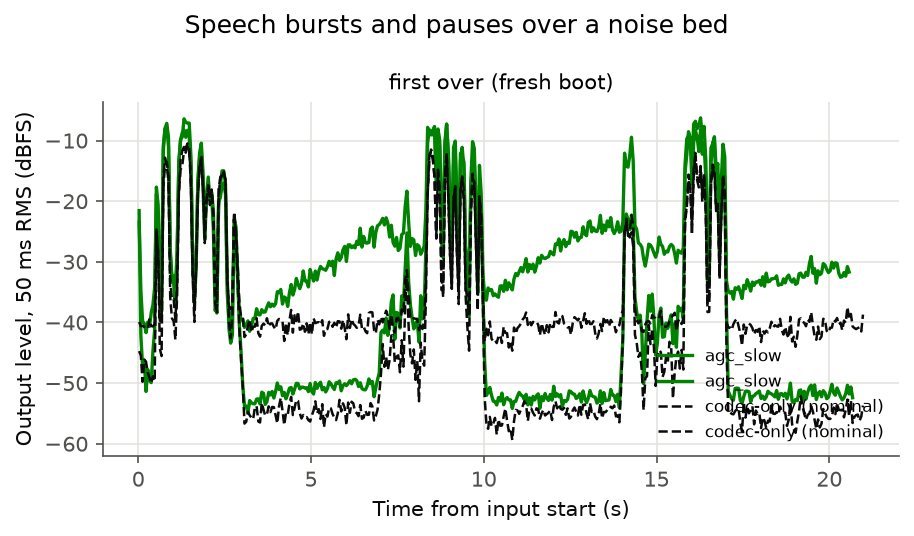 Speech bursts and pauses over a noise bed
first over (fresh boot)
Output level, 50 ms RMS (dBFS)
−10
−20
−30
−40
−50
−60
agc_slow
agc_slow
codec-only (nominal)
codec-only (nominal)
0
5
10
15
20
Time from input start (s)